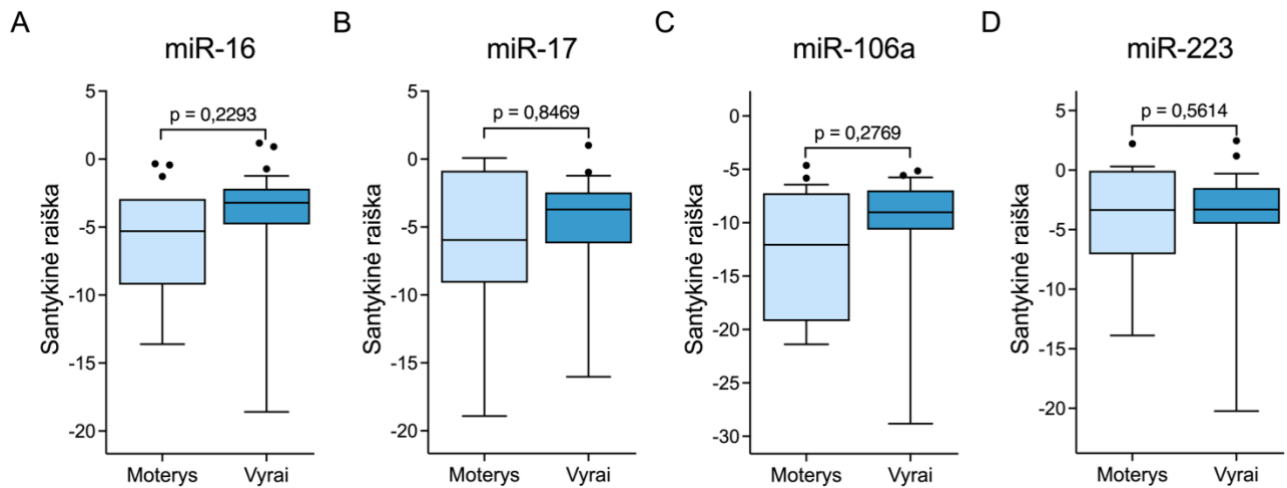 A
miR-16
Santykinė raiška
5
0
-5
-10
-15
-20
p = 0,2293
Moterys
Vyrai
B
miR-17
Santykinė raiška
5
0
-5
-10
-15
-20
p = 0,8469
Moterys
Vyrai
C
miR-106a
Santykinė raiška
0
-5
-10
-15
-20
-25
-30
p = 0,2769
Moterys
Vyrai
D
miR-223
Santykinė raiška
5
0
-5
-10
-15
-20
p = 0,5614
Moterys
Vyrai